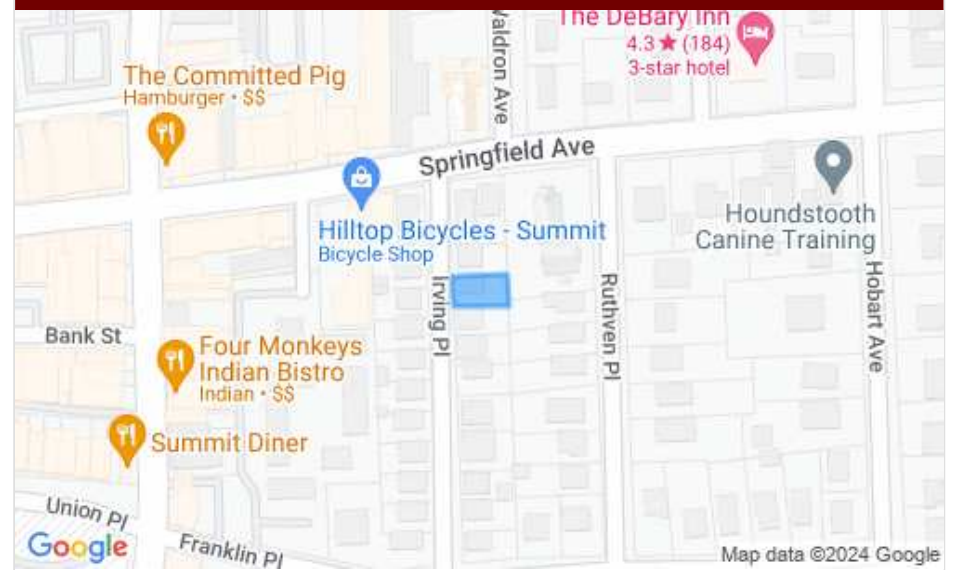 The DeBary Inn
4.3 ★ (184)
3-star hotel
Waldron Ave
The Committed Pig
Hamburger • $$
Springfield Ave
Hilltop Bicycles - Summit
Bicycle Shop
Houndstooth
Canine Training
Irving Pl
Ruthven Pl
Hobart Ave
Bank St
Four Monkeys
Indian Bistro
Indian • $$
Summit Diner
Union Pl
Franklin Pl
Google
Map data ©2024 Google